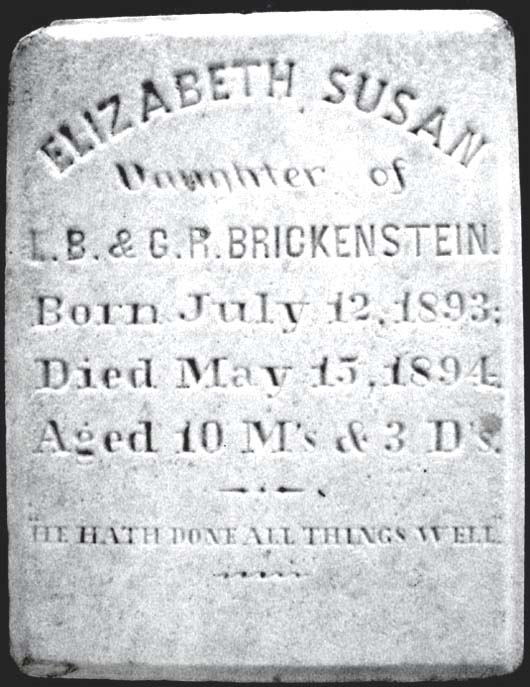 ELIZABETH SUSAN
Daughter of
L. B. & G. R. BRICKENSTEIN.
Born July 12, 1893;
Died May 15, 1894.
Aged 10 M's & 3 D's.
HE HATH DONE ALL THINGS WELL